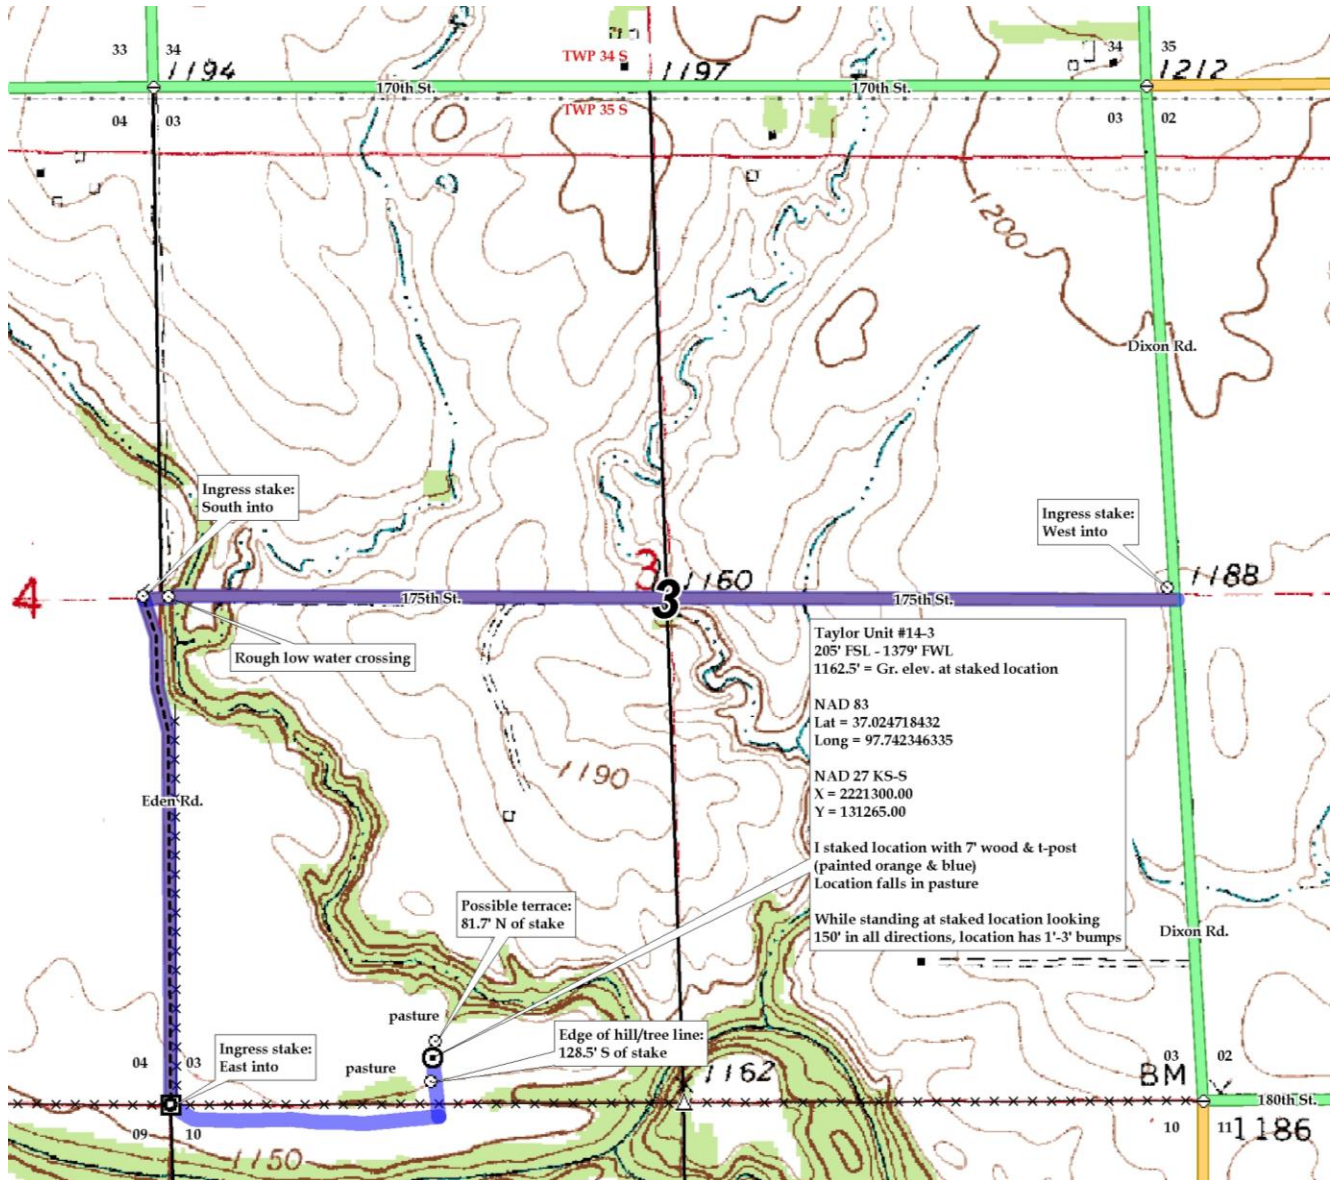 33 34
1194
TWP 34 S
1197
34 35
1212
170th St.
170th St.
TWP 35 S
04 03
03 02
1200
Dixon Rd.
Ingress stake:
South into
Ingress stake:
West into
4
3
3
1160
1188
175th St.
175th St.
Rough low water crossing
Taylor Unit #14-3
205' FSL - 1379' FWL
1162.5' = Gr. elev. at staked location
NAD 83
Lat = 37.024718432
Long = 97.742346335
NAD 27 KS-S
X = 2221300.00
Y = 131265.00
I staked location with 7' wood & t-post
(painted orange & blue)
Location falls in pasture
While standing at staked location looking
150' in all directions, location has 1'-3' bumps
1190
Eden Rd.
Possible terrace:
81.7' N of stake
Dixon Rd.
pasture
Edge of hill/tree line:
128.5' S of stake
pasture
Ingress stake:
East into
04 03
03 02
1162
BM
180th St.
09 10
10 11
1186
1150